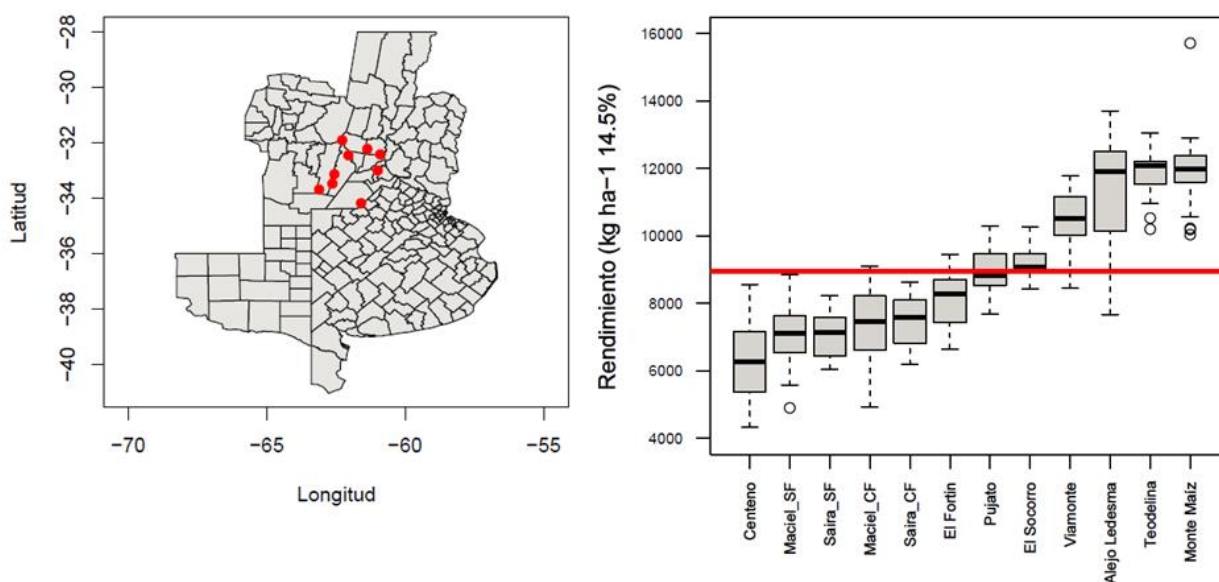 −28
−30
−32
−34
−36
−38
−40
Latitud
−70
−65
−60
−55
Longitud
16000
14000
12000
10000
8000
6000
4000
Rendimiento (kg ha-1 14.5%)
Centeno
Maciel_SF
Saira_SF
Maciel_CF
Saira_CF
El Fortin
Pujato
El Socorro
Viamonte
Alejo Ledesma
Teodelina
Monte Maíz